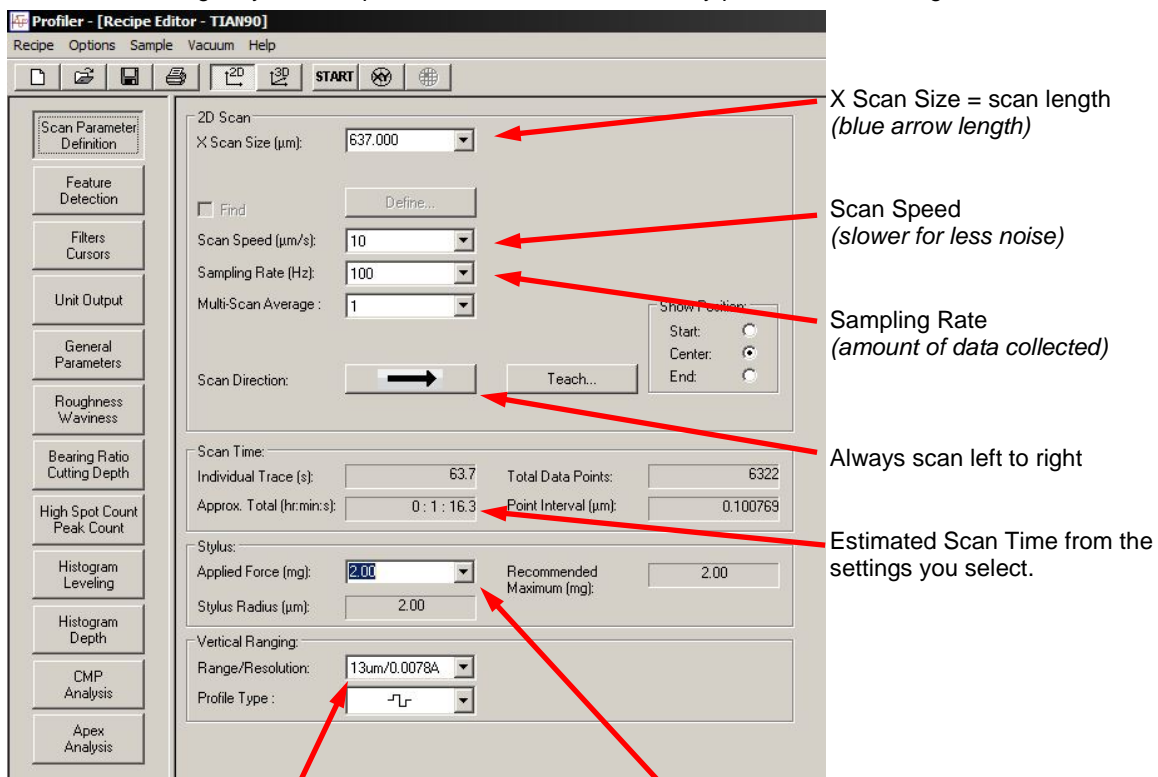 Profiler - [Recipe Editor - TIAN90]
Recipe Options Sample Vacuum Help
2D 3D START XY
Scan Parameter
Definition
Feature
Detection
Filters
Cursors
Unit Output
General
Parameters
Roughness
Waviness
Bearing Ratio
Cutting Depth
High Spot Count
Peak Count
Histogram
Leveling
Histogram
Depth
CMP
Analysis
Apex
Analysis
2D Scan
X Scan Size (µm): 637.000
Find Define...
Scan Speed (µm/s): 10
Sampling Rate (Hz): 100
Multi-Scan Average : 1
Show Position:
Start:
Center:
End:
Scan Direction: Teach...
Scan Time:
Individual Trace (s): 63.7 Total Data Points: 6322
Approx. Total (hr:min:s): 0 : 1 : 16.3 Point Interval (µm): 0.100769
Stylus:
Applied Force (mg): 2.00 Recommended
Maximum (mg): 2.00
Stylus Radius (µm): 2.00
Vertical Ranging:
Range/Resolution: 13um/0.0078A
Profile Type :
X Scan Size = scan length
(blue arrow length)
Scan Speed
(slower for less noise)
Sampling Rate
(amount of data collected)
Always scan left to right
Estimated Scan Time from the
settings you select.